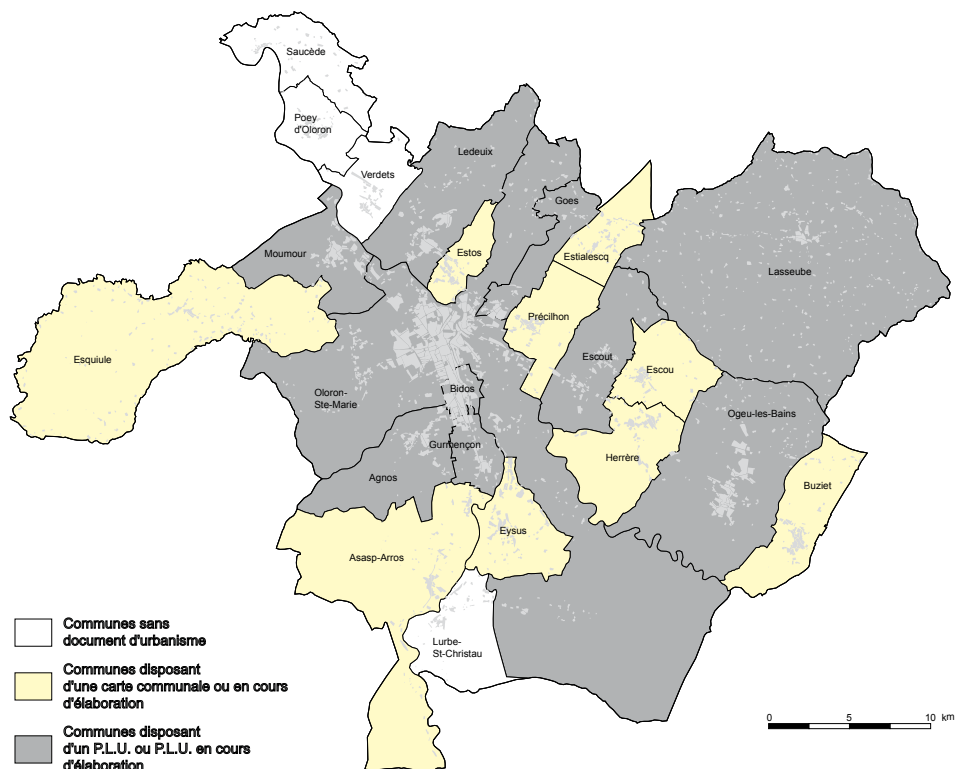 Saucède
Poey
d'Oloron
Verdets
Ledeuix
Goes
Moumour
Estos
Estialescq
Lasseube
Précilhon
Esquiule
Escout
Escou
Oloron-
Ste-Marie
Bidos
Ogeu-les-Bains
Gurmençon
Herrère
Agnos
Buziet
Eysus
Asasp-Arros
Lurbe-
St-Christau
Communes sans
document d'urbanisme
Communes disposant
d'une carte communale ou en cours
d'élaboration
Communes disposant
d'un P.L.U. ou P.L.U. en cours
d'élaboration
0 5 10 km